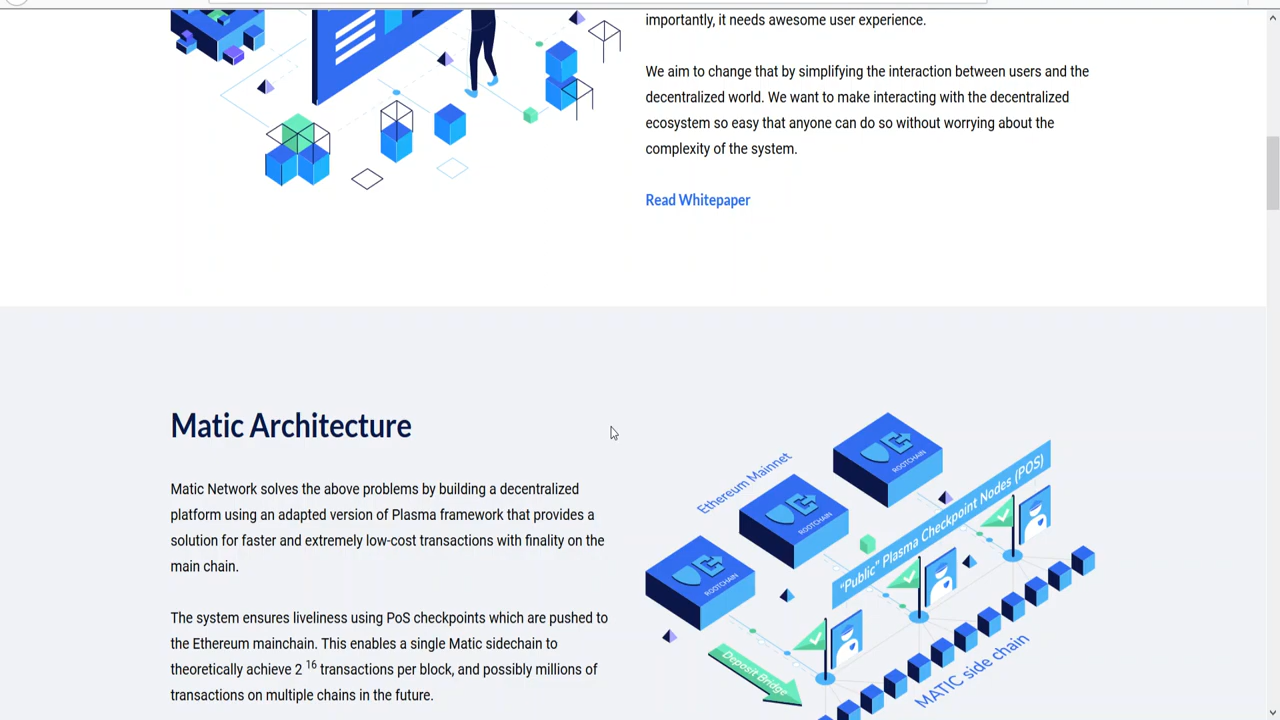 importantly, it needs awesome user experience.
We aim to change that by simplifying the interaction between users and the
decentralized world. We want to make interacting with the decentralized
ecosystem so easy that anyone can do so without worrying about the
complexity of the system.
Read Whitepaper
Matic Architecture
Matic Network solves the above problems by building a decentralized
platform using an adapted version of Plasma framework that provides a
solution for faster and extremely low-cost transactions with finality on the
main chain.
The system ensures liveliness using PoS checkpoints which are pushed to
the Ethereum mainchain. This enables a single Matic sidechain to
theoretically achieve 2 16 transactions per block, and possibly millions of
transactions on multiple chains in the future.
Ethereum Mainnet
ROOTCHAIN
ROOTCHAIN
ROOTCHAIN
"Public" Plasma Checkpoint Nodes (POS)
Deposit Bridge
MATIC side chain